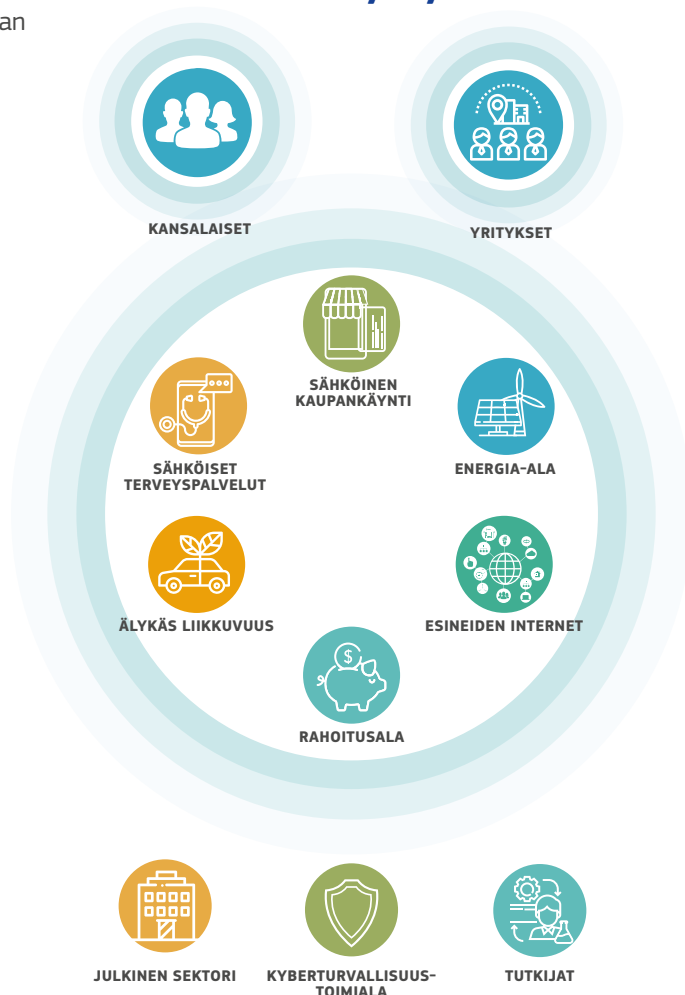 an
KANSALAISET
YRITYKSET
SÄHKÖINEN
KAUPANKÄYNTI
SÄHKÖISET
TERVEYSPALVELUT
ENERGIA-ALA
ÄLYKÄS LIIKKUVUUS
ESINEIDEN INTERNET
$
RAHOITUSALA
JULKINEN SEKTORI
KYBERTURVALLISUUS-
TOIMIALA
TUTKIJAT